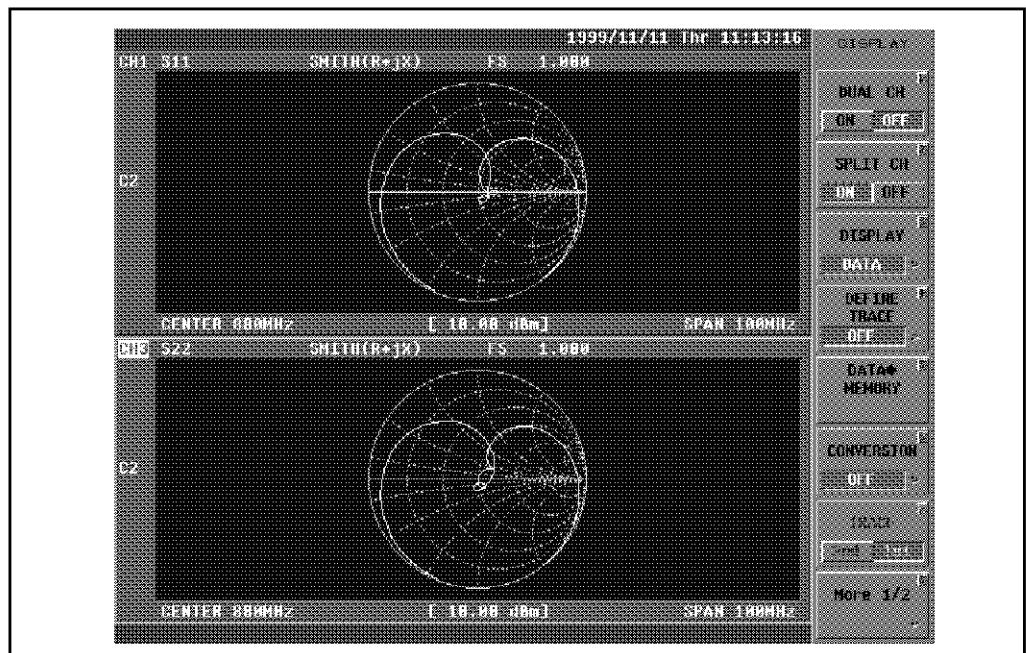 1999/11/11 Thr 11:13:16
CH1 S11 SMITH(R+jX) FS 1.000
C2
CENTER 880MHz [ 10.00 dBm] SPAN 100MHz
CH3 S22 SMITH(R+jX) FS 1.000
C2
CENTER 880MHz [ 10.00 dBm] SPAN 100MHz
DISPLAY
DUAL CH
ON OFF
SPLIT CH
ON OFF
DISPLAY
DATA
DEFINE
TRACE
OFF
DATA
MEMORY
CONVERSION
OFF
More 1/2